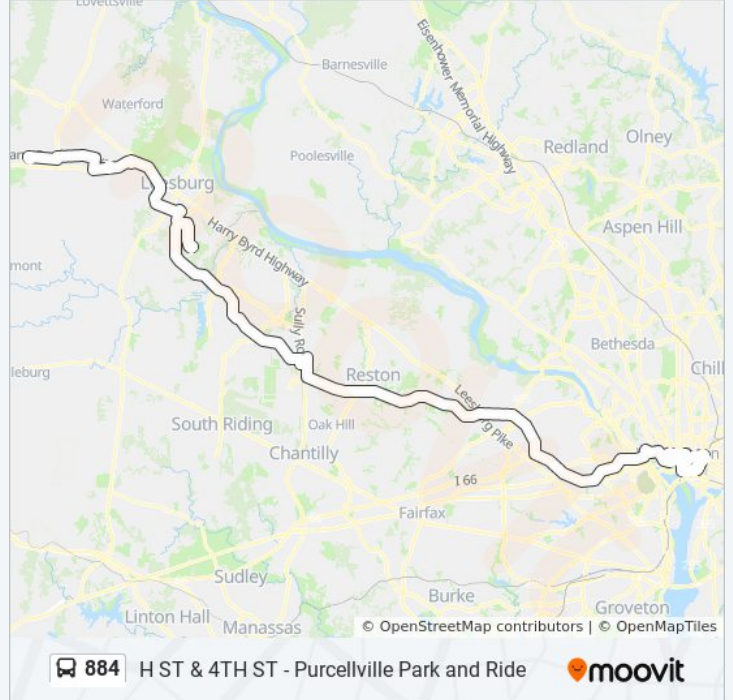 Lovettsville
Barnesville
Eisenhower Memorial Highway
Waterford
Olney
Redland
Poolesville
Leesburg
Aspen Hill
Harry Byrd Highway
mont
Sully Rd
Bethesda
Chill
leburg
Reston
Leesburg Pike
South Riding
Oak Hill
Chantilly
on
I 66
Fairfax
Sudley
Burke
Groveton
Linton Hall
Manassas
© OpenStreetMap contributors | © OpenMapTiles
884 H ST & 4TH ST - Purcellville Park and Ride
moovit